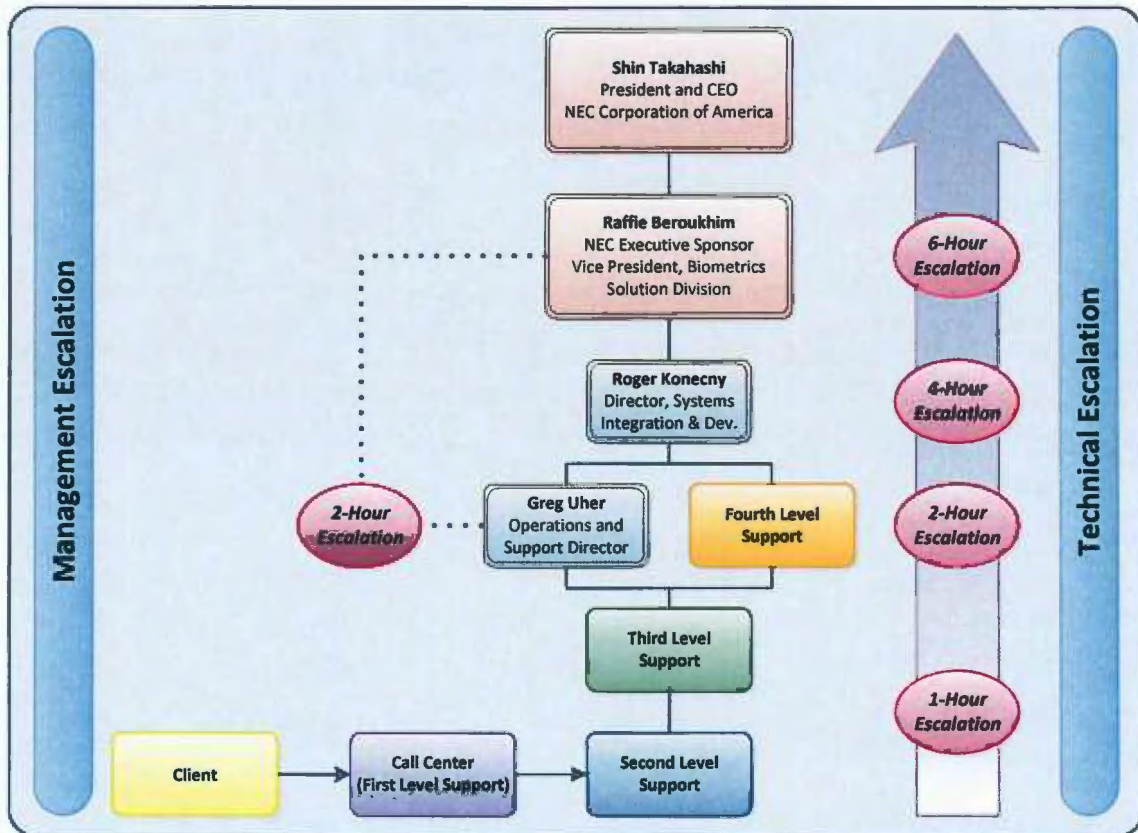 Management Escalation
Shin Takahashi
President and CEO
NEC Corporation of America
Raffie Beroukhim
NEC Executive Sponsor
Vice President, Biometrics
Solution Division
Roger Konecny
Director, Systems
Integration & Dev.
Greg Uher
Operations and
Support Director
Fourth Level
Support
2-Hour
Escalation
Third Level
Support
Client
Call Center
(First Level Support)
Second Level
Support
6-Hour
Escalation
4-Hour
Escalation
2-Hour
Escalation
1-Hour
Escalation
Technical Escalation